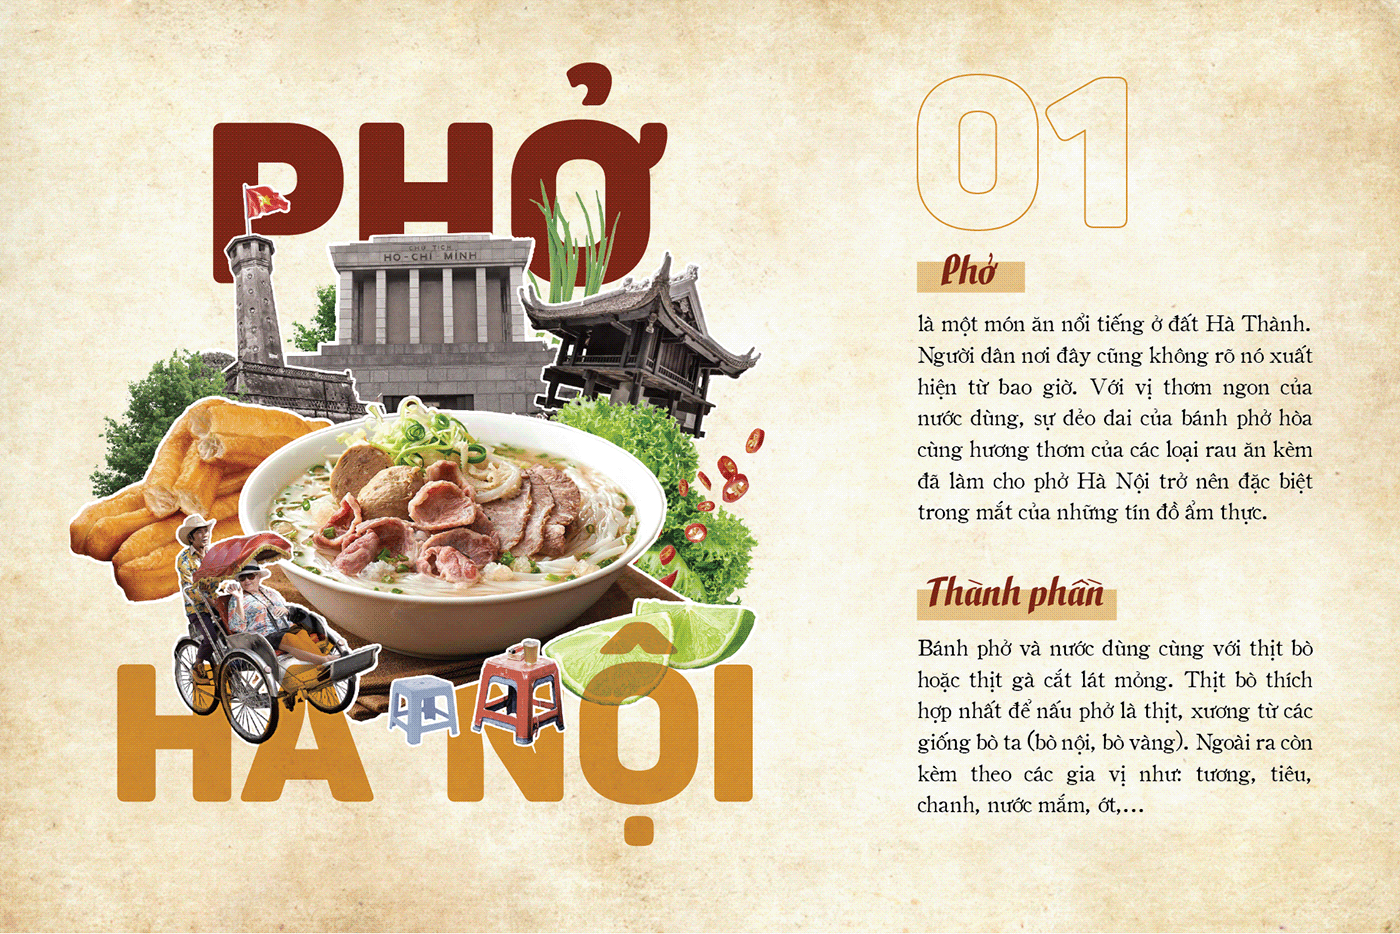 PHỞ
CHỦ TỊCH
HO-CHI-MINH
HÀ NỘI
01
Phở
là một món ăn nổi tiếng ở đất Hà Thành.
Người dân nơi đây cũng không rõ nó xuất
hiện từ bao giờ. Với vị thơm ngon của
nước dùng, sự dẻo dai của bánh phở hòa
cùng hương thơm của các loại rau ăn kèm
đã làm cho phở Hà Nội trở nên đặc biệt
trong mắt của những tín đồ ẩm thực.
Thành phần
Bánh phở và nước dùng cùng với thịt bò
hoặc thịt gà cắt lát mỏng. Thịt bò thích
hợp nhất để nấu phở là thịt, xương từ các
giống bò ta (bò nội, bò vàng). Ngoài ra còn
kèm theo các gia vị như: tương, tiêu,
chanh, nước mắm, ớt,...